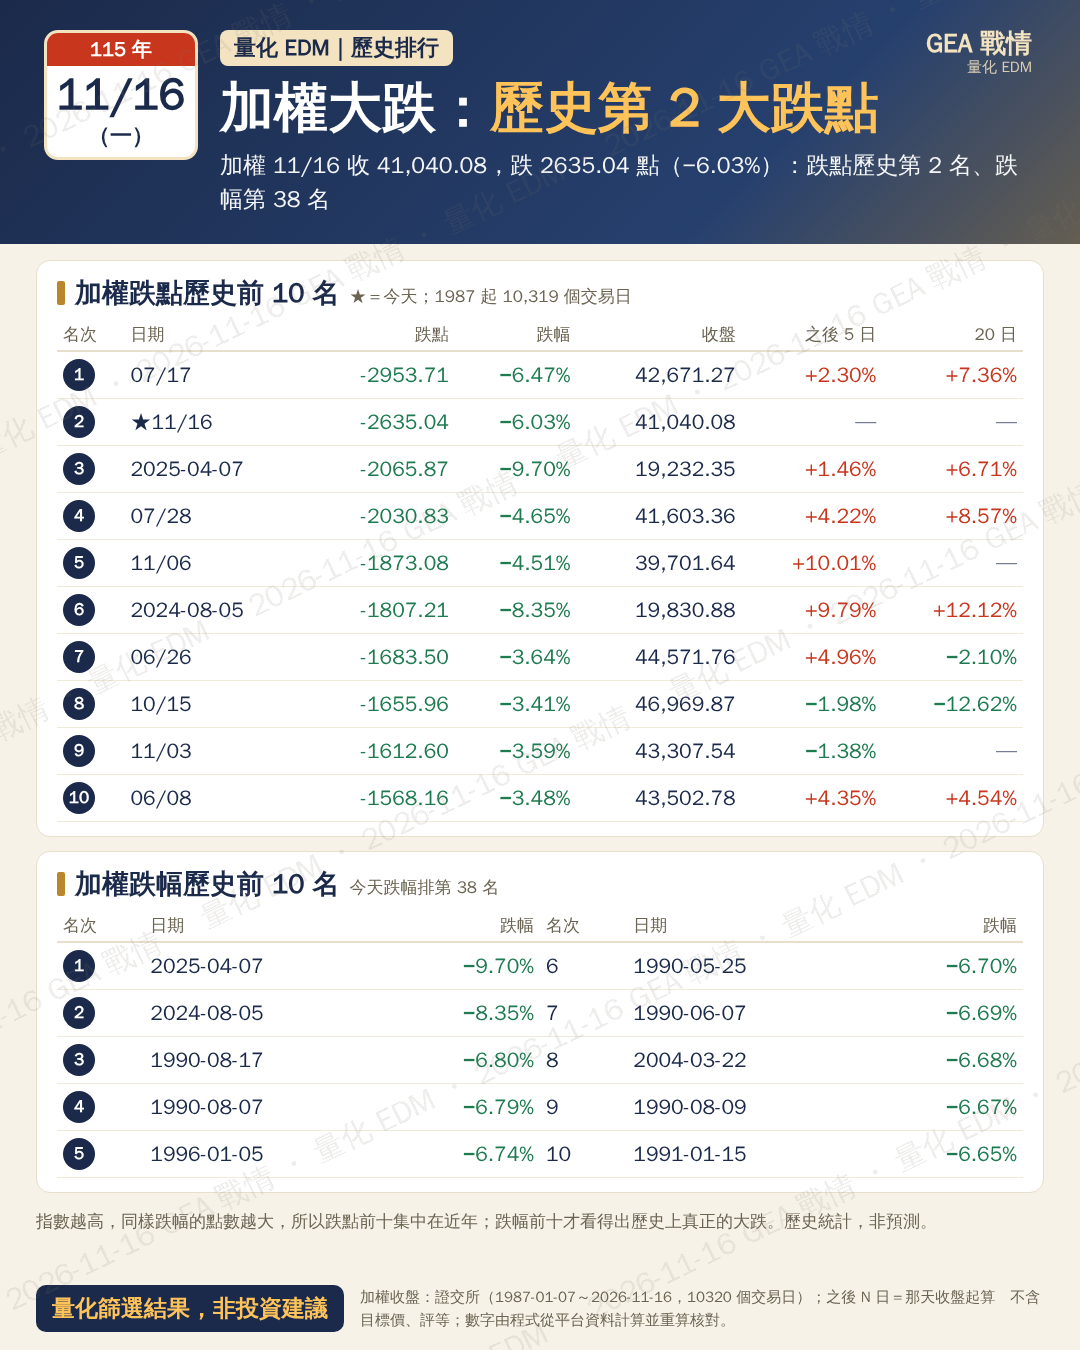 115 年
11/16
(一)
量化 EDM｜歷史排行
GEA 戰情
量化 EDM
加權大跌：歷史第 2 大跌點
加權 11/16 收 41,040.08，跌 2635.04 點（−6.03%）：跌點歷史第 2 名、跌
幅第 38 名
加權跌點歷史前 10 名 ★＝今天；1987 起 10,319 個交易日
名次 日期 跌點 跌幅 收盤 之後 5 日 20 日
1 07/17 -2953.71 −6.47% 42,671.27 +2.30% +7.36%
2 ★11/16 -2635.04 −6.03% 41,040.08 — —
3 2025-04-07 -2065.87 −9.70% 19,232.35 +1.46% +6.71%
4 07/28 -2030.83 −4.65% 41,603.36 +4.22% +8.57%
5 11/06 -1873.08 −4.51% 39,701.64 +10.01% —
6 2024-08-05 -1807.21 −8.35% 19,830.88 +9.79% +12.12%
7 06/26 -1683.50 −3.64% 44,571.76 +4.96% −2.10%
8 10/15 -1655.96 −3.41% 46,969.87 −1.98% −12.62%
9 11/03 -1612.60 −3.59% 43,307.54 −1.38% —
10 06/08 -1568.16 −3.48% 43,502.78 +4.35% +4.54%
加權跌幅歷史前 10 名 今天跌幅排第 38 名
名次 日期 跌幅 名次 日期 跌幅
1 2025-04-07 −9.70% 6 1990-05-25 −6.70%
2 2024-08-05 −8.35% 7 1990-06-07 −6.69%
3 1990-08-17 −6.80% 8 2004-03-22 −6.68%
4 1990-08-07 −6.79% 9 1990-08-09 −6.67%
5 1996-01-05 −6.74% 10 1991-01-15 −6.65%
指數越高，同樣跌幅的點數越大，所以跌點前十集中在近年；跌幅前十才看得出歷史上真正的大跌。歷史統計，非預測。
量化篩選結果，非投資建議
加權收盤：證交所（1987-01-07～2026-11-16，10320 個交易日）；之後 N 日＝那天收盤起算　不含
目標價、評等；數字由程式從平台資料計算並重算核對。
量化 EDM · 2026-11-16 GEA 戰情